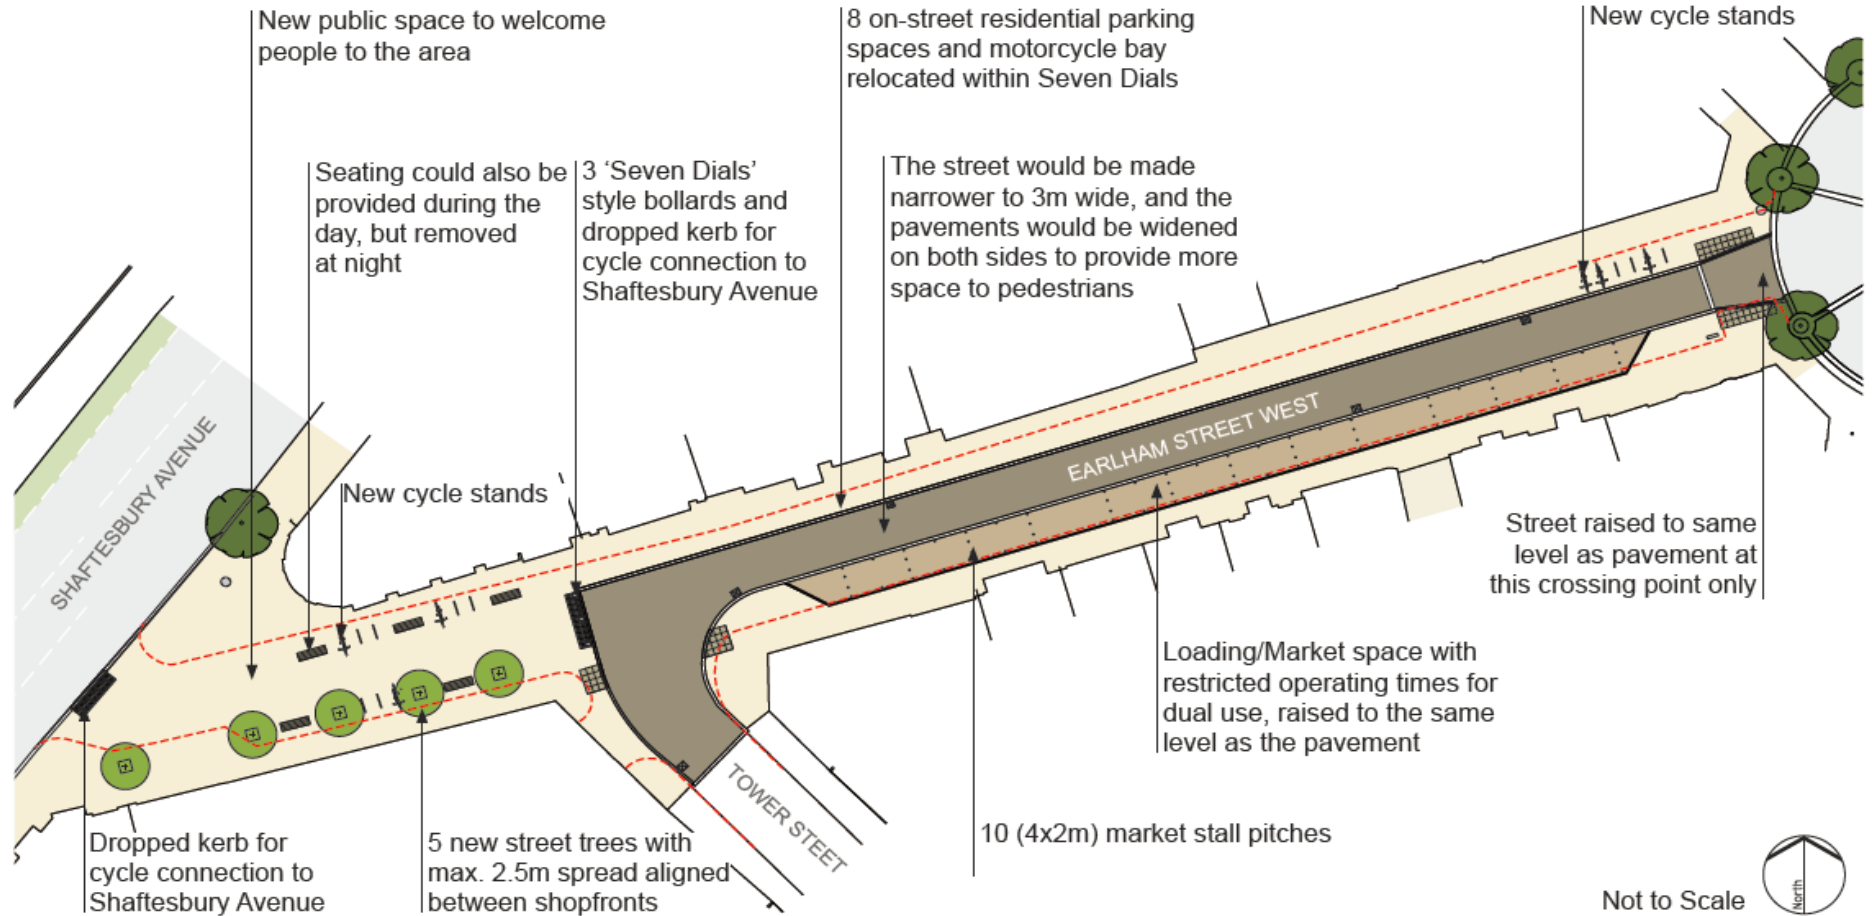 New public space to welcome
people to the area
8 on-street residential parking
spaces and motorcycle bay
relocated within Seven Dials
New cycle stands
Seating could also be
provided during the
day, but removed
at night
3 ‘Seven Dials’
style bollards and
dropped kerb for
cycle connection to
Shaftesbury Avenue
The street would be made
narrower to 3m wide, and the
pavements would be widened
on both sides to provide more
space to pedestrians
SHAFTESBURY AVENUE
New cycle stands
EARLHAM STREET WEST
Street raised to same
level as pavement at
this crossing point only
Loading/Market space with
restricted operating times for
dual use, raised to the same
level as the pavement
TOWER STEET
Dropped kerb for
cycle connection to
Shaftesbury Avenue
5 new street trees with
max. 2.5m spread aligned
between shopfronts
10 (4x2m) market stall pitches
Not to Scale
North